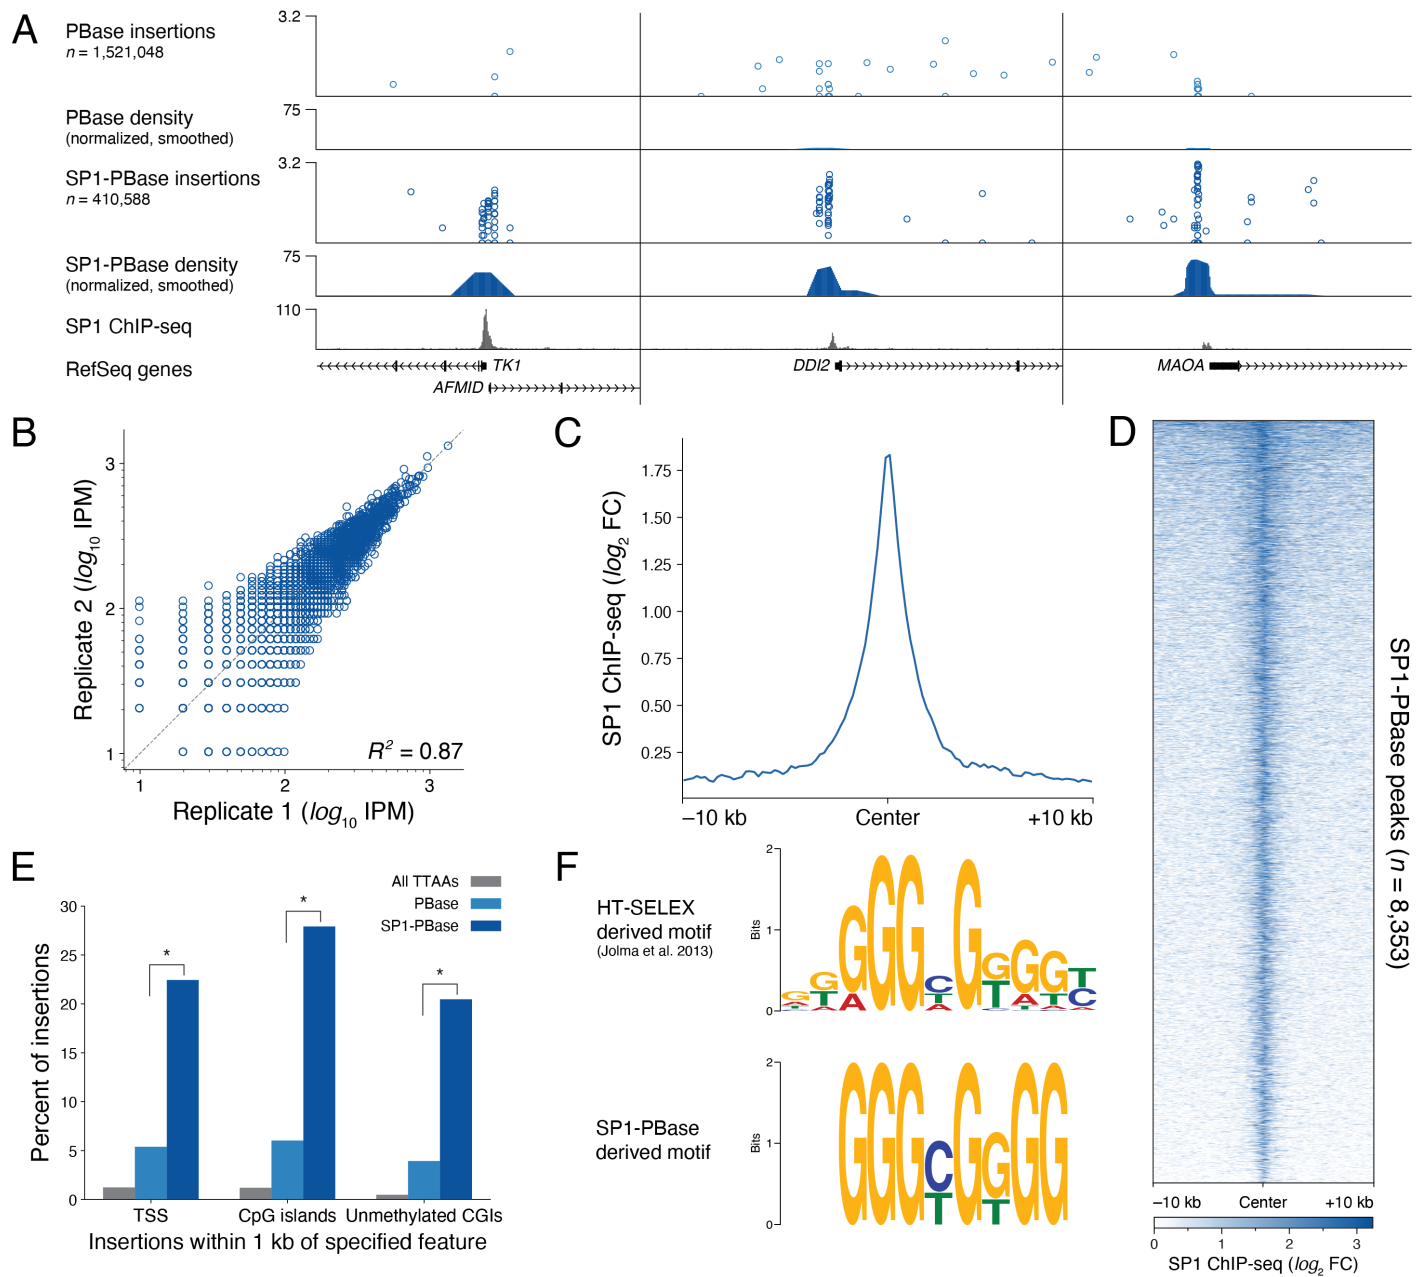 A
PBase insertions
n = 1,521,048
3.2
PBase density
(normalized, smoothed)
75
SP1-PBase insertions
n = 410,588
3.2
SP1-PBase density
(normalized, smoothed)
75
SP1 ChIP-seq
110
RefSeq genes
TK1
AFMID
DDI2
MAOA
B
Replicate 2 (log10 IPM)
3
2
1
R2 = 0.87
1
2
3
Replicate 1 (log10 IPM)
C
SP1 ChIP-seq (log2 FC)
1.75
1.50
1.25
1.00
0.75
0.50
0.25
–10 kb
Center
+10 kb
D
SP1-PBase peaks (n = 8,353)
–10 kb
Center
+10 kb
0
1
2
3
SP1 ChIP-seq (log2 FC)
E
All TTAAs
PBase
SP1-PBase
Percent of insertions
30
25
20
15
10
5
0
*
*
*
TSS
CpG islands
Unmethylated CGIs
Insertions within 1 kb of specified feature
F
HT-SELEX
derived motif
(Jolma et al. 2013)
Bits
2
1
0
SP1-PBase
derived motif
Bits
2
1
0
GGGCGGGG
T T